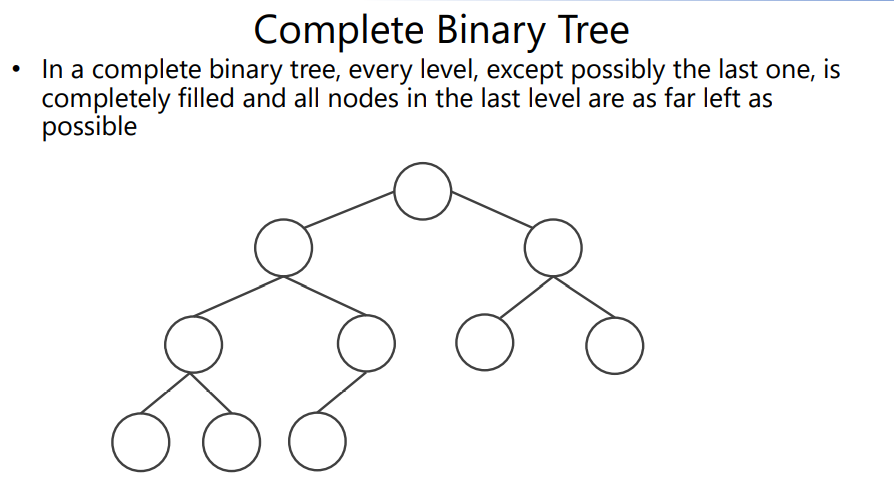 Complete Binary Tree
• In a complete binary tree, every level, except possibly the last one, is
completely filled and all nodes in the last level are as far left as
possible